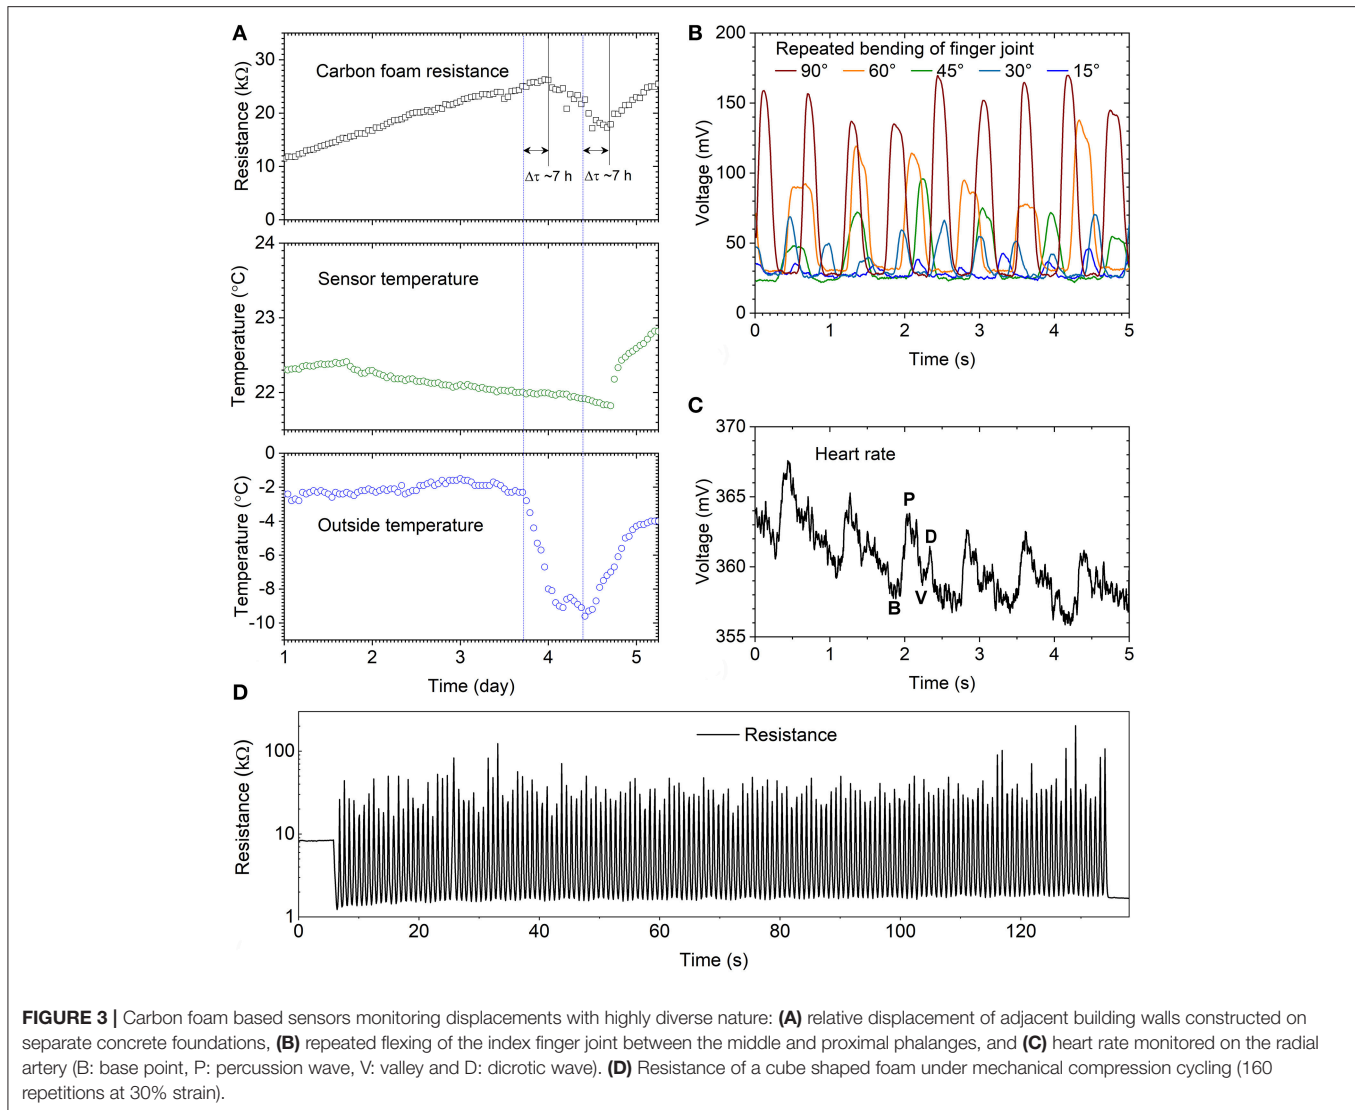 A
Resistance (kΩ)
30
20
10
0
Carbon foam resistance
Δτ ~7 h
Δτ ~7 h
Temperature (°C)
24
23
22
Sensor temperature
Temperature (°C)
0
-2
-4
-6
-8
-10
Outside temperature
1 2 3 4 5
Time (day)
B
Voltage (mV)
200
150
100
50
0
Repeated bending of finger joint
90° 60° 45° 30° 15°
0 1 2 3 4 5
Time (s)
C
Voltage (mV)
370
365
360
355
Heart rate
P
D
B
V
0 1 2 3 4 5
Time (s)
D
Resistance (kΩ)
100
10
1
Resistance
0 20 40 60 80 100 120
Time (s)
FIGURE 3 | Carbon foam based sensors monitoring displacements with highly diverse nature: (A) relative displacement of adjacent building walls constructed on
separate concrete foundations, (B) repeated flexing of the index finger joint between the middle and proximal phalanges, and (C) heart rate monitored on the radial
artery (B: base point, P: percussion wave, V: valley and D: dicrotic wave). (D) Resistance of a cube shaped foam under mechanical compression cycling (160
repetitions at 30% strain).